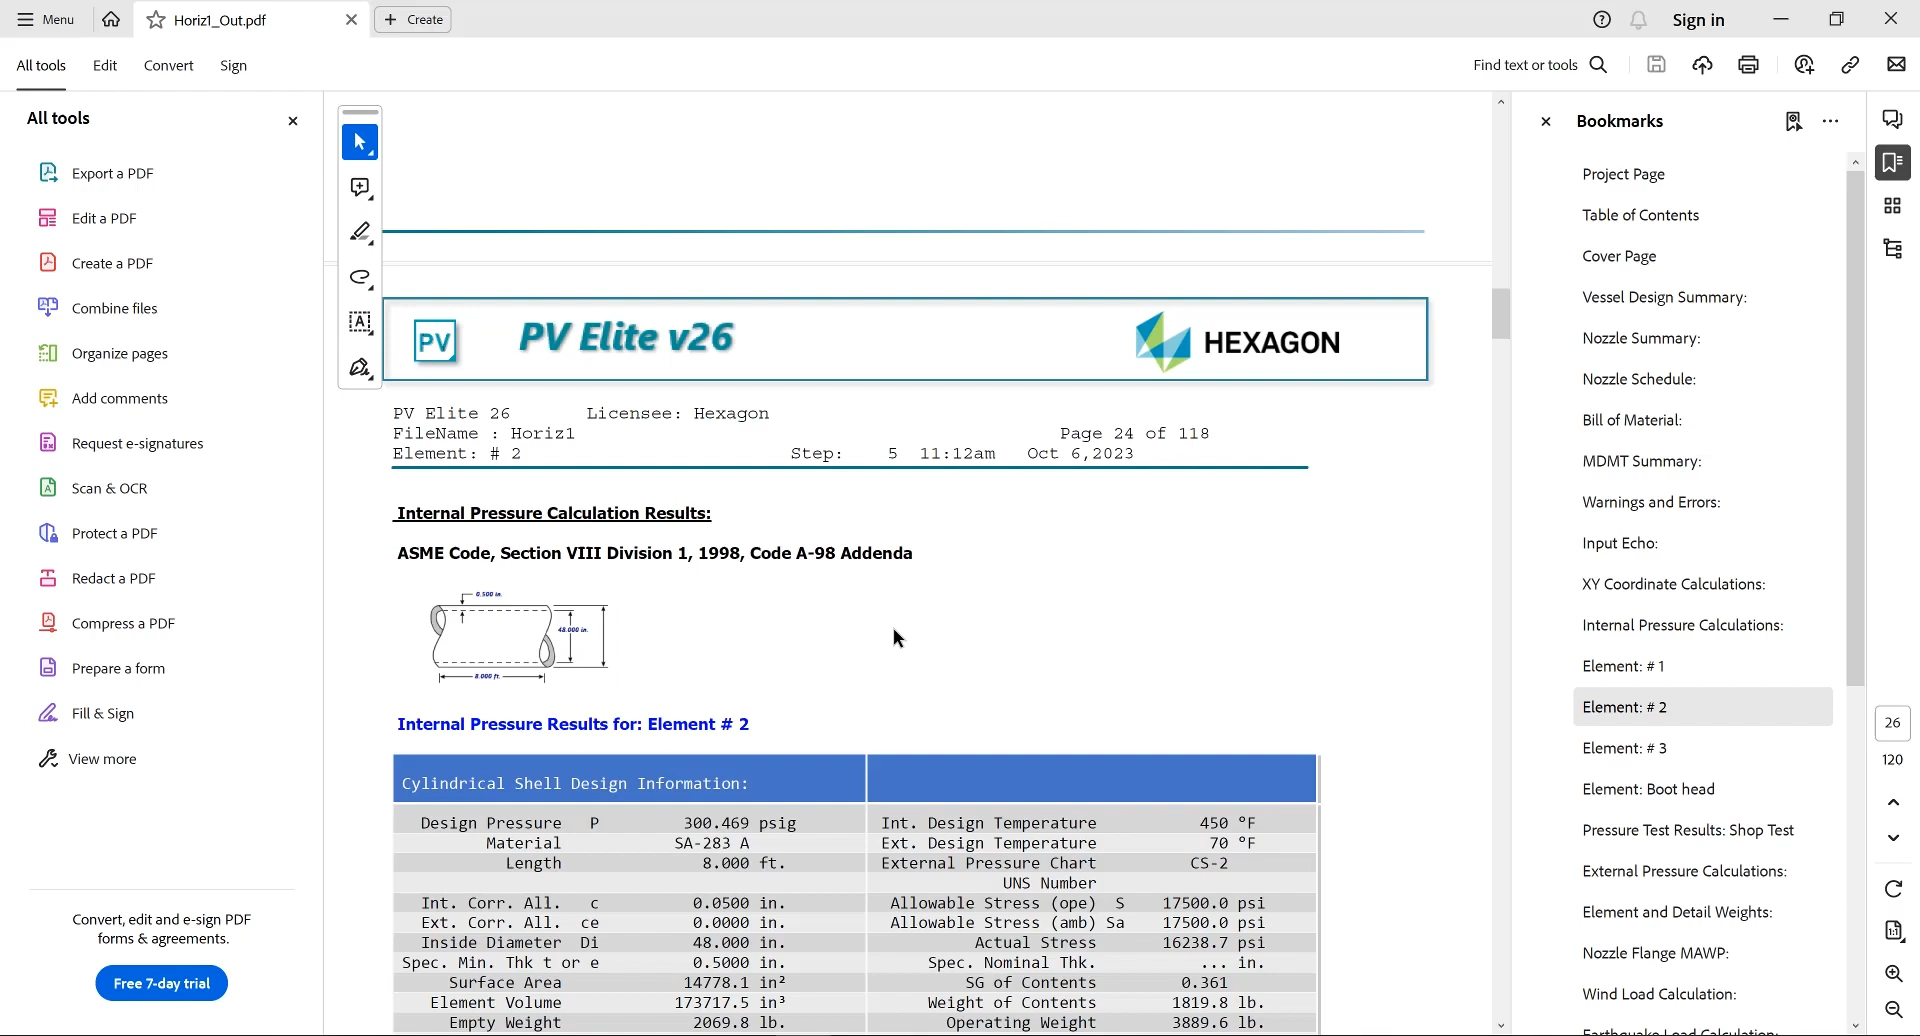 Menu
Horiz1_Out.pdf
Create
Sign in
All tools
Edit
Convert
Sign
Find text or tools
All tools
Export a PDF
Edit a PDF
Create a PDF
Combine files
Organize pages
Add comments
Request e-signatures
Scan & OCR
Protect a PDF
Redact a PDF
Compress a PDF
Prepare a form
Fill & Sign
View more
Convert, edit and e-sign PDF
forms & agreements.
Free 7-day trial
PV PV Elite v26 HEXAGON
PV Elite 26 Licensee: Hexagon
FileName : Horiz1 Page 24 of 118
Element: # 2 Step: 5 11:12am Oct 6,2023
Internal Pressure Calculation Results:
ASME Code, Section VIII Division 1, 1998, Code A-98 Addenda
0.500 in.
48.000 in.
8.000 ft.
Internal Pressure Results for: Element # 2
Cylindrical Shell Design Information:
Design Pressure P 300.469 psig Int. Design Temperature 450 °F
Material SA-283 A Ext. Design Temperature 70 °F
Length 8.000 ft. External Pressure Chart CS-2
UNS Number
Int. Corr. All. c 0.0500 in. Allowable Stress (ope) S 17500.0 psi
Ext. Corr. All. ce 0.0000 in. Allowable Stress (amb) Sa 17500.0 psi
Inside Diameter Di 48.000 in. Actual Stress 16238.7 psi
Spec. Min. Thk t or e 0.5000 in. Spec. Nominal Thk. ... in.
Surface Area 14778.1 in² SG of Contents 0.361
Element Volume 173717.5 in³ Weight of Contents 1819.8 lb.
Empty Weight 2069.8 lb. Operating Weight 3889.6 lb.
Bookmarks
Project Page
Table of Contents
Cover Page
Vessel Design Summary:
Nozzle Summary:
Nozzle Schedule:
Bill of Material:
MDMT Summary:
Warnings and Errors:
Input Echo:
XY Coordinate Calculations:
Internal Pressure Calculations:
Element: # 1
Element: # 2
Element: # 3
Element: Boot head
Pressure Test Results: Shop Test
External Pressure Calculations:
Element and Detail Weights:
Nozzle Flange MAWP:
Wind Load Calculation:
Earthquake Load Calculation:
26
120